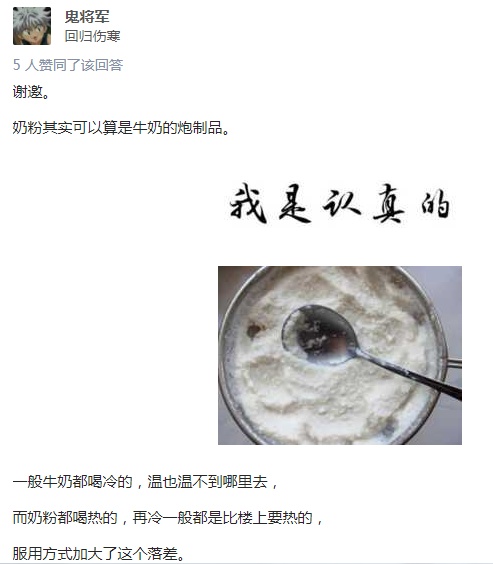 鬼将军
回归伤寒
5 人赞同了该回答
谢邀。
奶粉其实可以算是牛奶的炮制品。
我是认真的
一般牛奶都喝冷的，温也温不到哪里去，
而奶粉都喝热的，再冷一般都是比楼上要热的，
服用方式加大了这个落差。